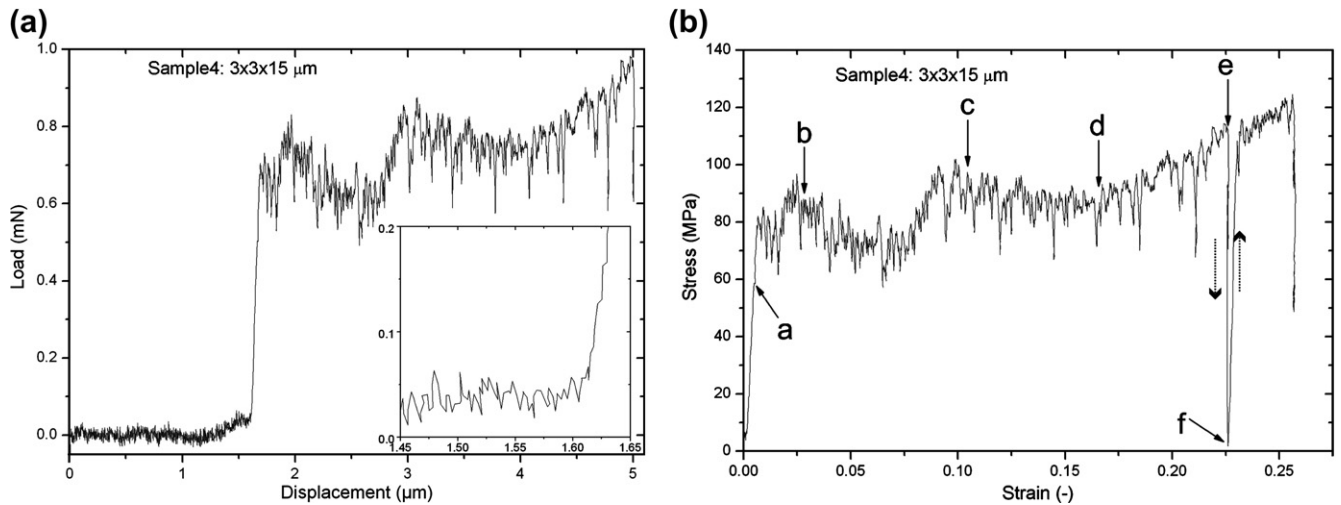 (a)
Sample4: 3x3x15 μm
1.0
0.8
0.6
0.4
0.2
0.0
Load (mN)
0.2
0.1
0.0
1.45 1.50 1.55 1.60 1.65
0 1 2 3 4 5
Displacement (μm)
(b)
Sample4: 3x3x15 μm
140
120
100
80
60
40
20
0
Stress (MPa)
a
b
c
d
e
f
0.00 0.05 0.10 0.15 0.20 0.25
Strain (-)